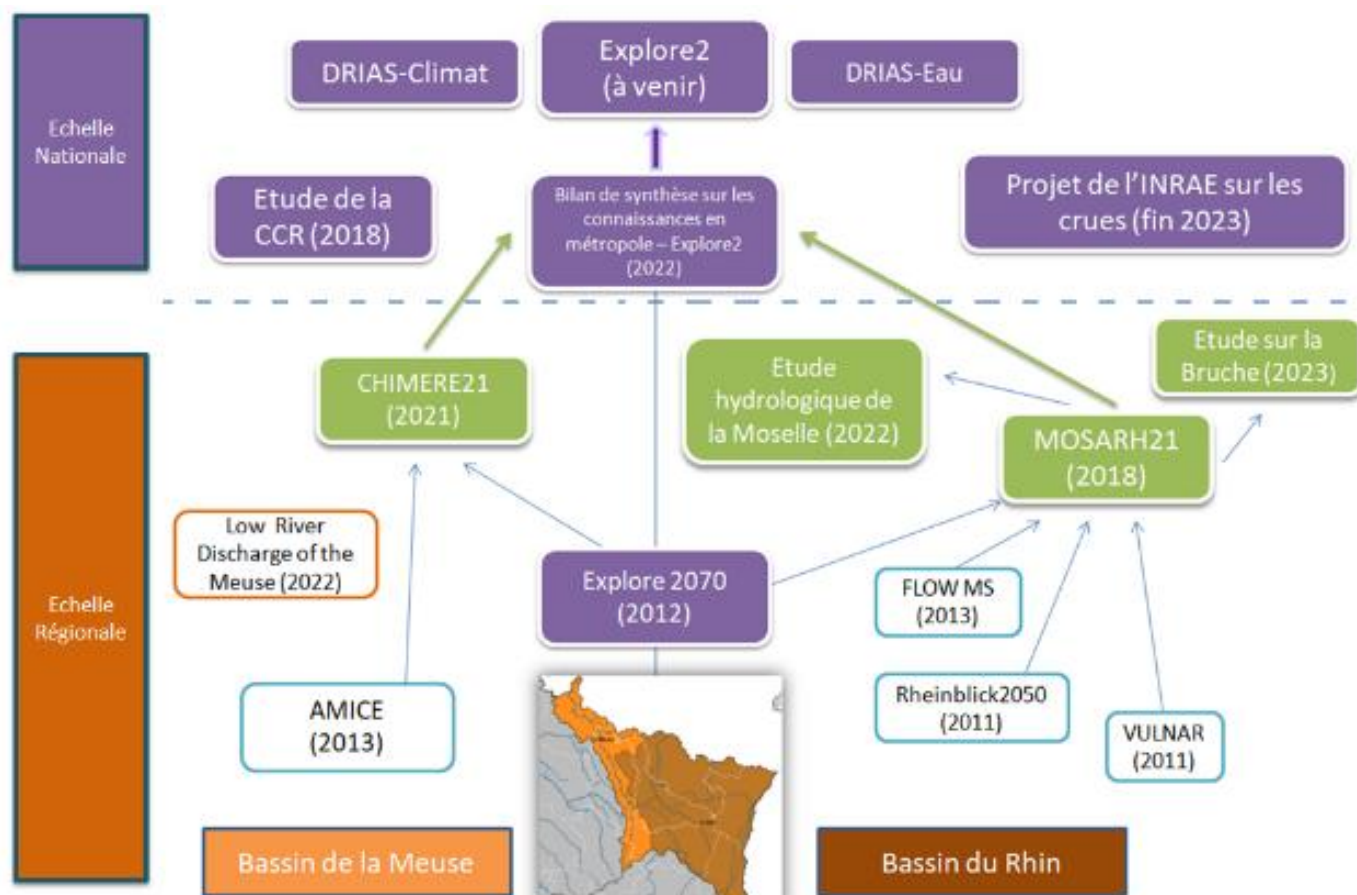 Echelle
Nationale
DRIAS-Climat
Explore2
(à venir)
DRIAS-Eau
Etude de la
CCR (2018)
Bilan de synthèse sur les
connaissances en
métropole – Explore2
(2022)
Projet de l'INRAE sur les
crues (fin 2023)
Echelle
Régionale
CHIMERE21
(2021)
Etude
hydrologique de
la Moselle (2022)
Etude sur la
Bruche (2023)
MOSARH21
(2018)
Low River
Discharge of the
Meuse (2022)
Explore 2070
(2012)
FLOW MS
(2013)
AMICE
(2013)
Rheinblick2050
(2011)
VULNAR
(2011)
Bassin de la Meuse
Bassin du Rhin